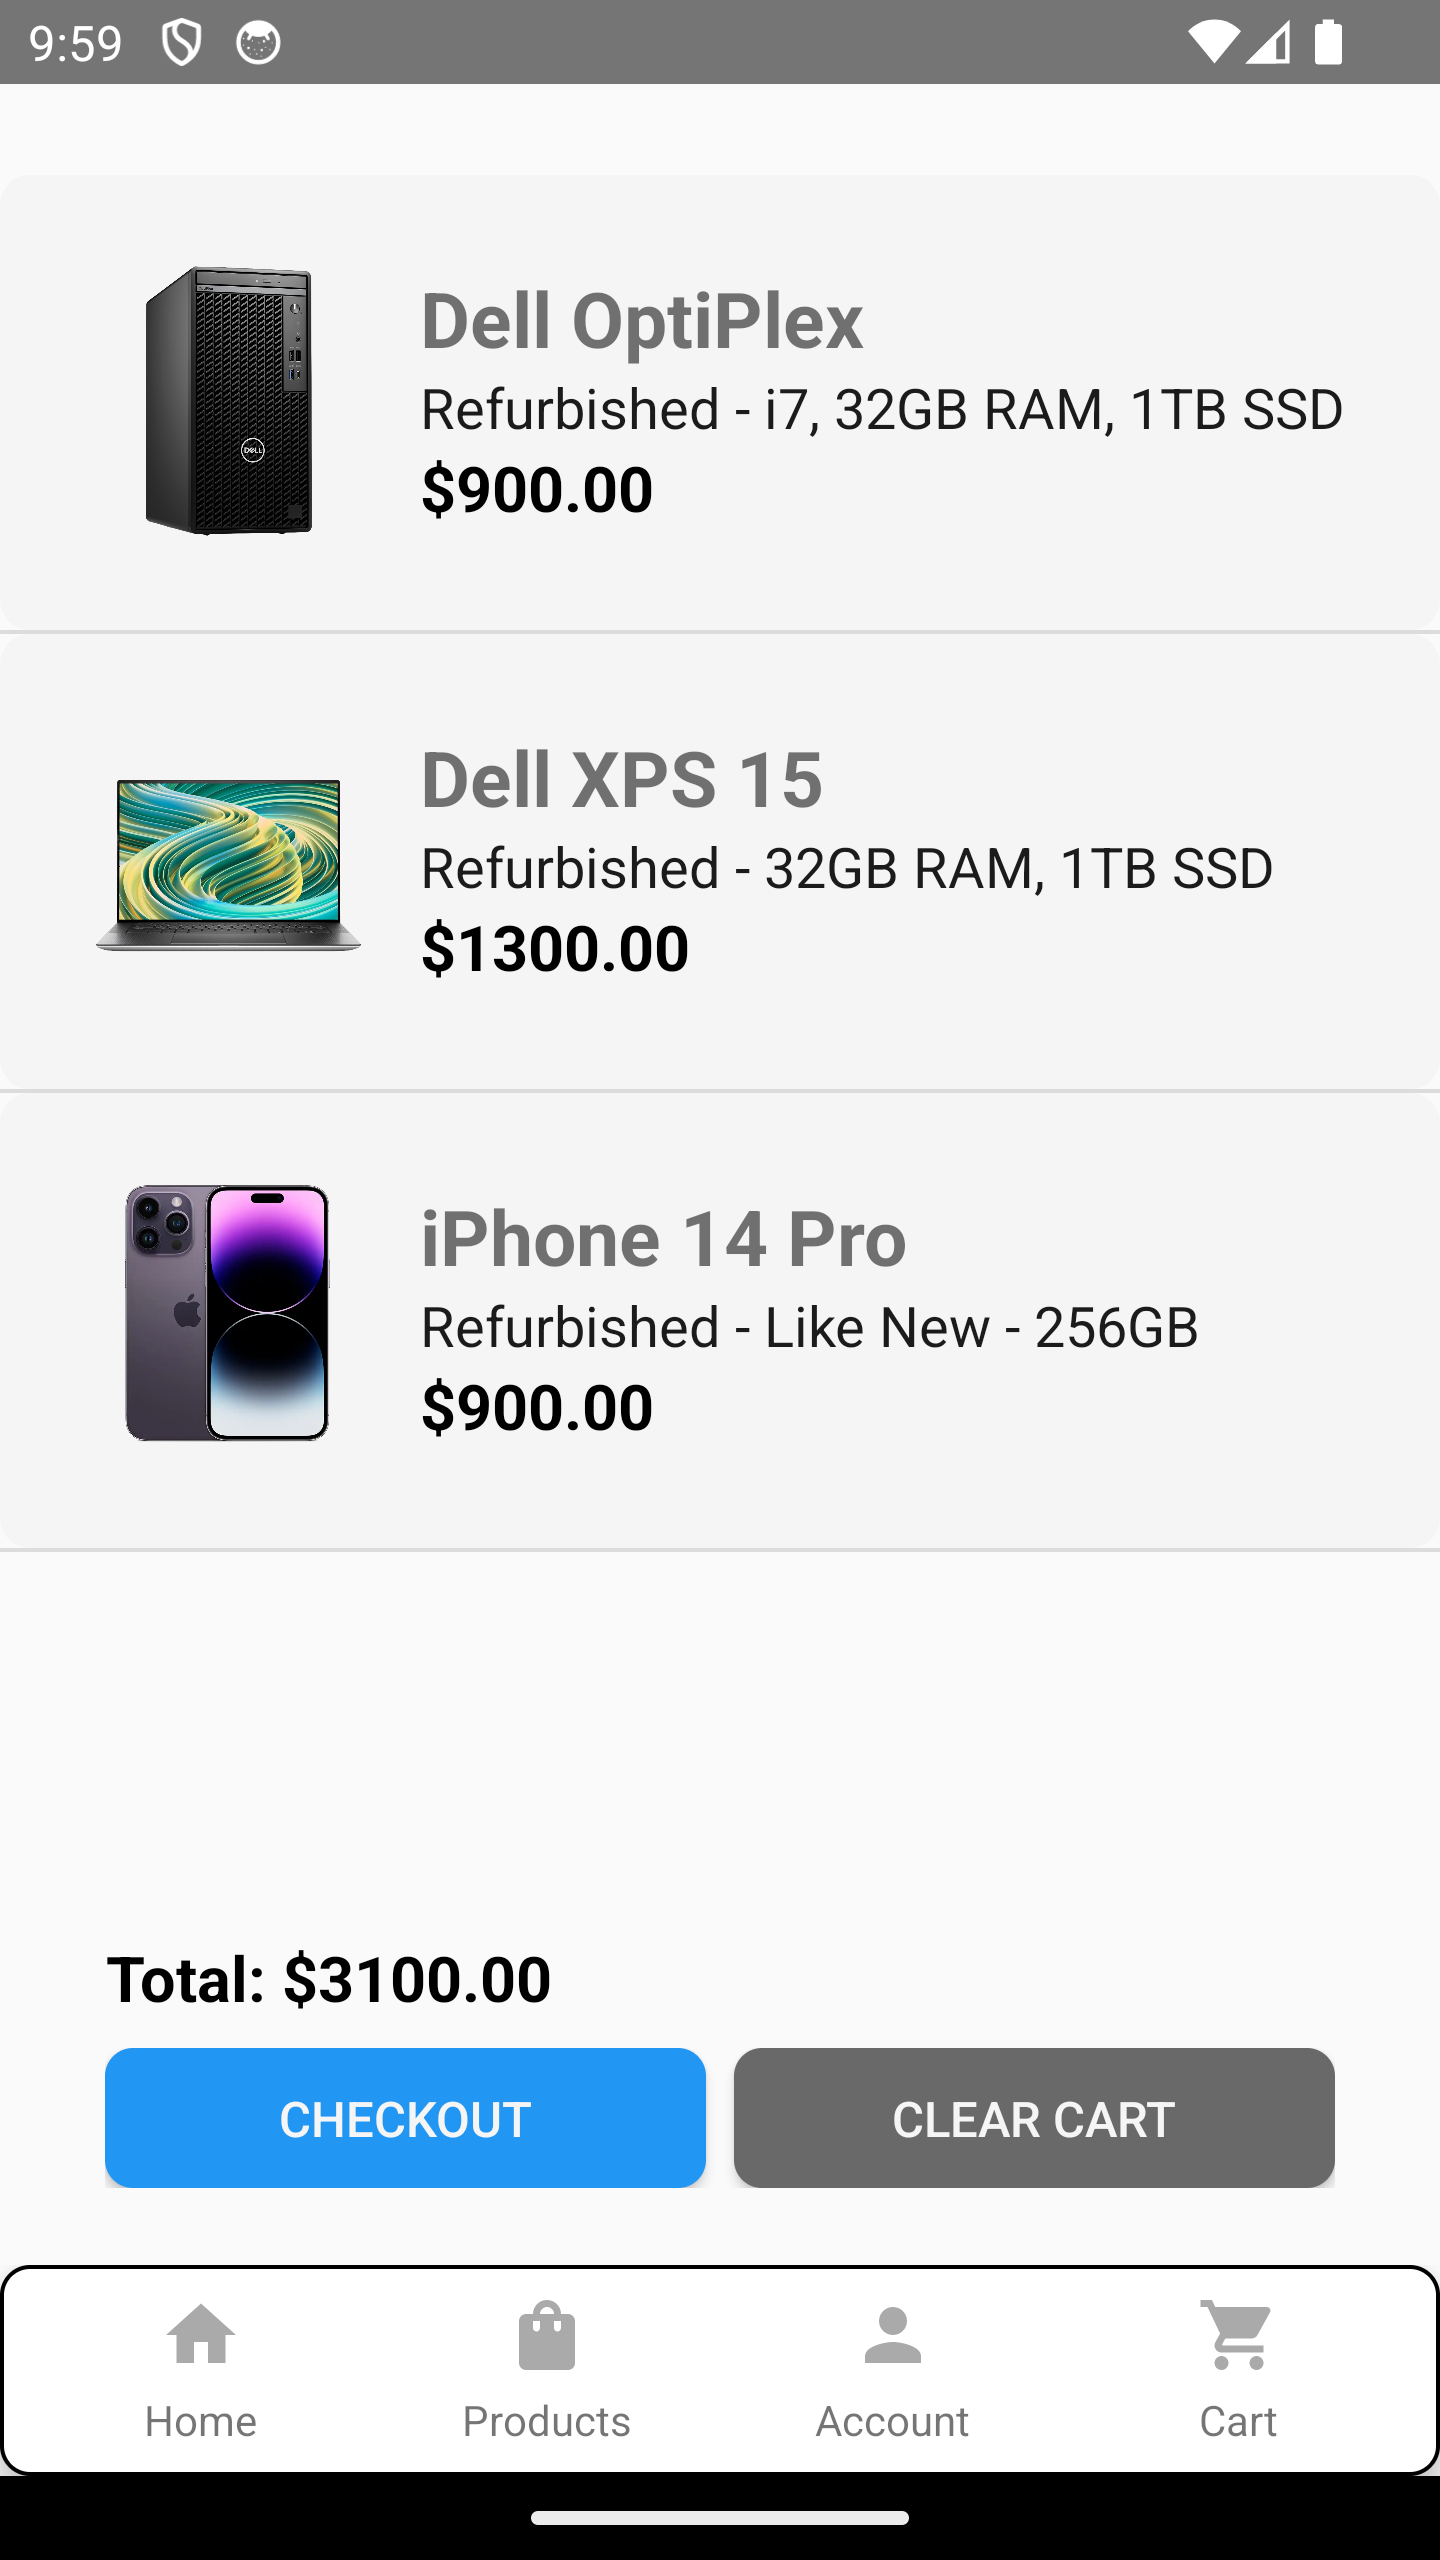 9:59
Dell OptiPlex
Refurbished - i7, 32GB RAM, 1TB SSD
$900.00
DELL
Dell XPS 15
Refurbished - 32GB RAM, 1TB SSD
$1300.00
iPhone 14 Pro
Refurbished - Like New - 256GB
$900.00
Total: $3100.00
CHECKOUT
CLEAR CART
Home
Products
Account
Cart